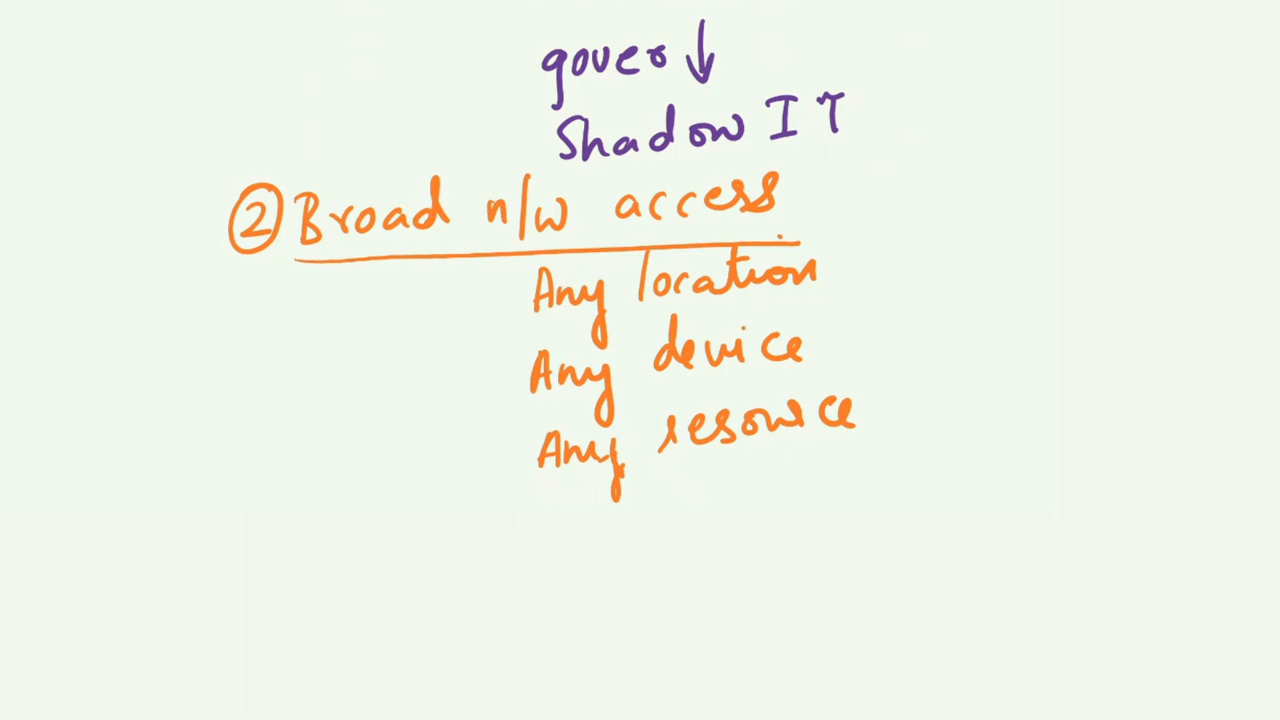 gover ↓
Shadow IT
② Broad n/w access
Any location
Any device
Any resource